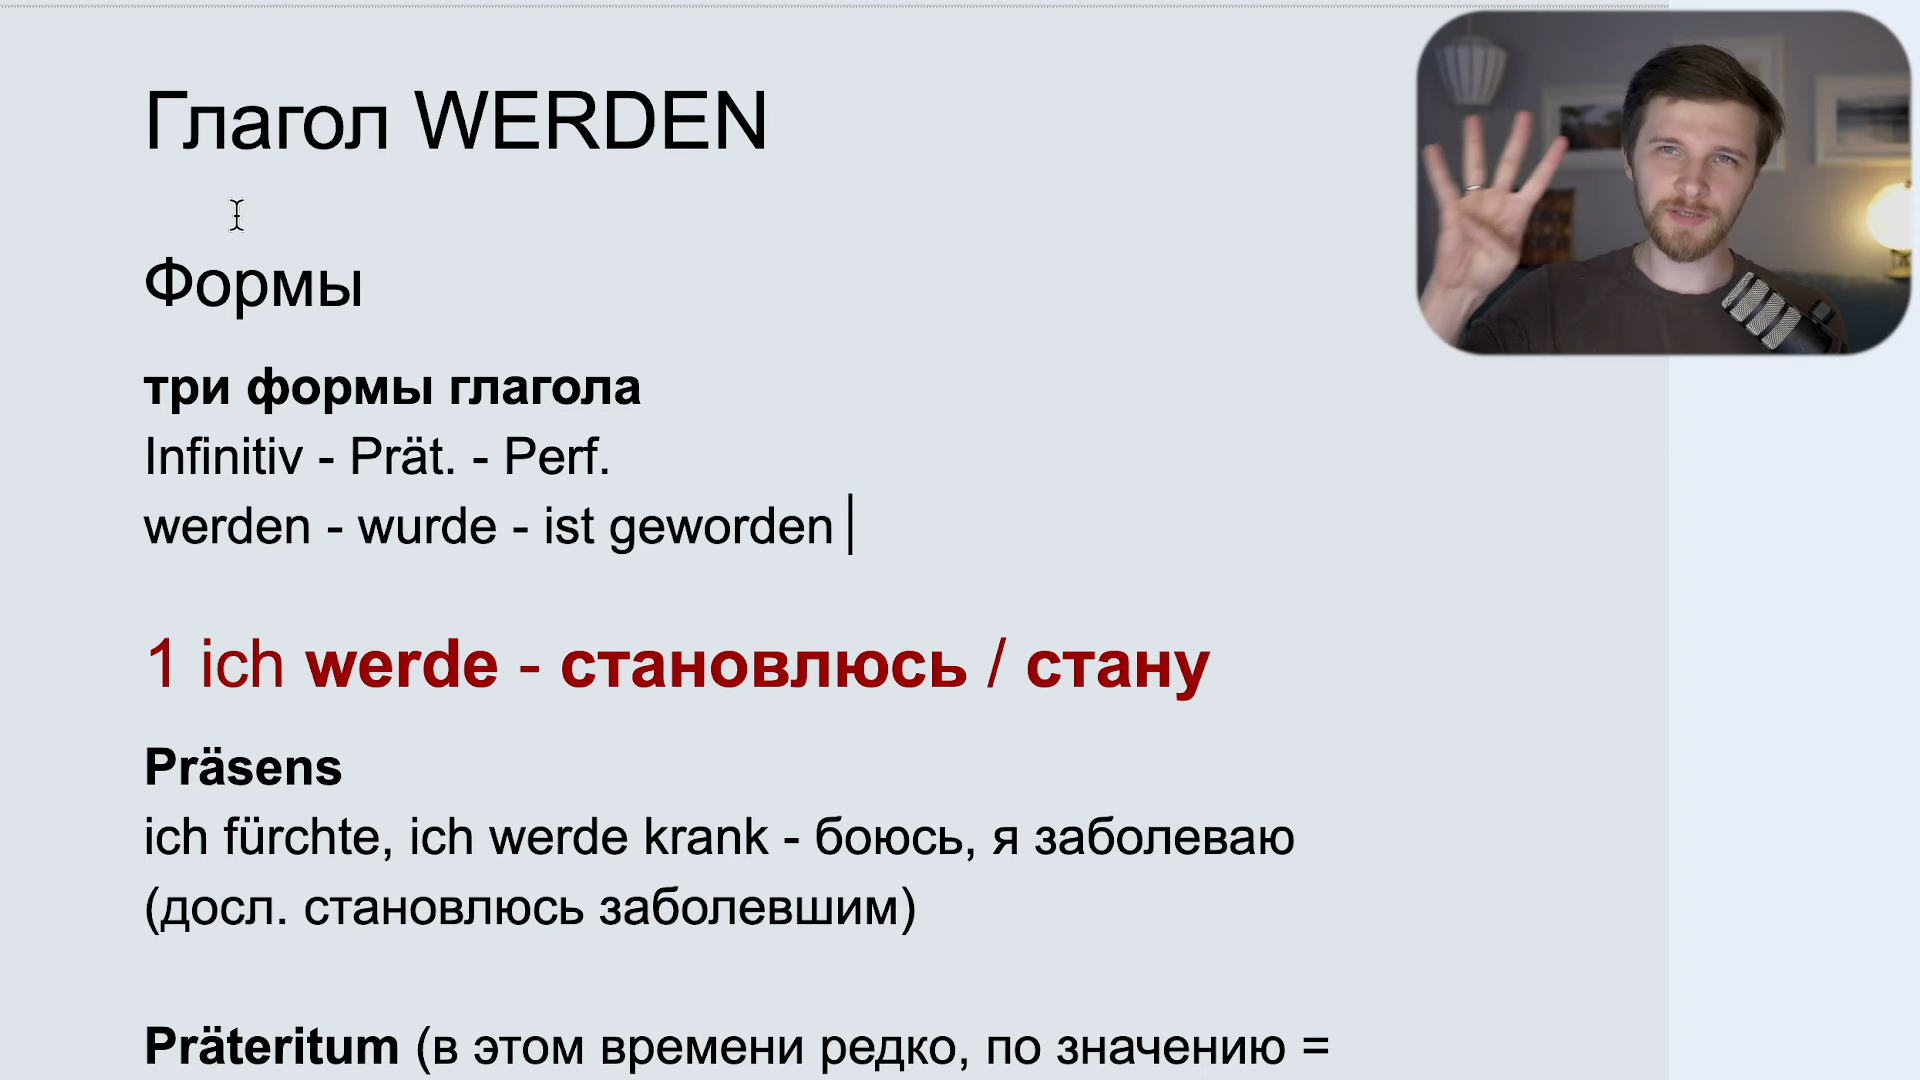 Глагол WERDEN
Формы
три формы глагола
Infinitiv - Prät. - Perf.
werden - wurde - ist geworden
1 ich werde - становлюсь / стану
Präsens
ich fürchte, ich werde krank - боюсь, я заболеваю
(досл. становлюсь заболевшим)
Präteritum (в этом времени редко, по значению =